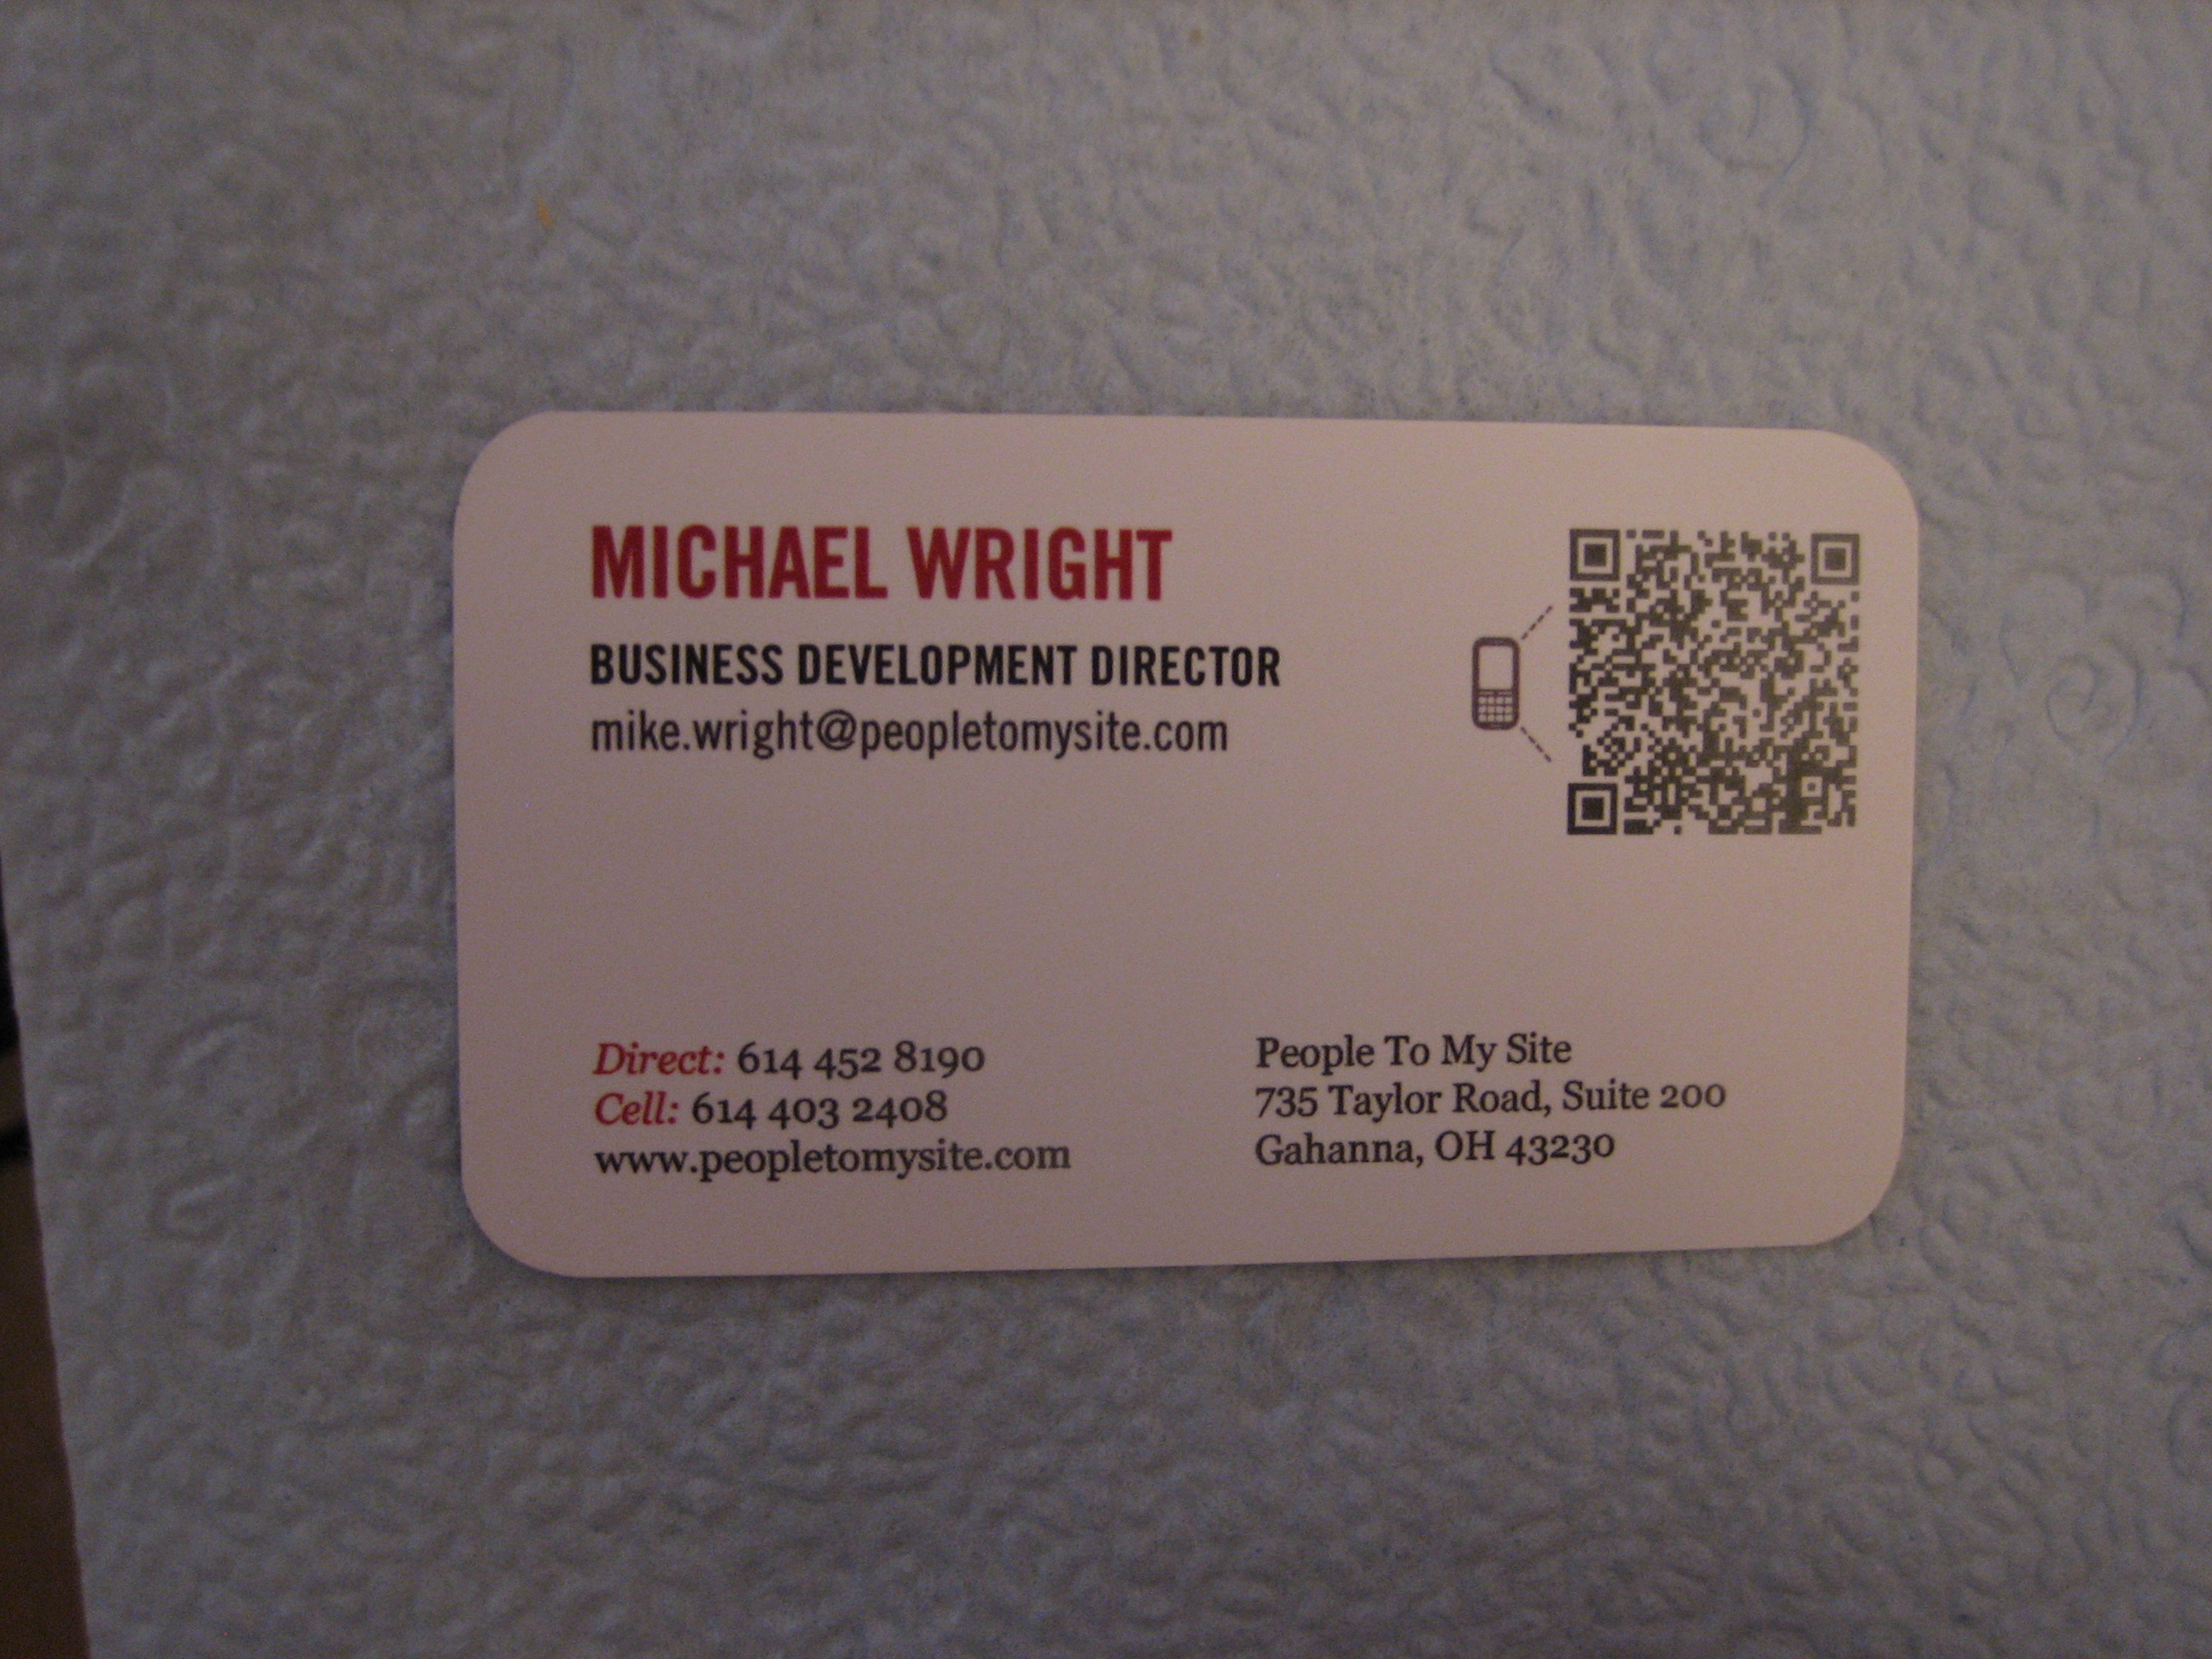 MICHAEL WRIGHT
BUSINESS DEVELOPMENT DIRECTOR
mike.wright@peopletomysite.com
Direct: 614 452 8190
Cell: 614 403 2408
www.peopletomysite.com
People To My Site
735 Taylor Road, Suite 200
Gahanna, OH 43230